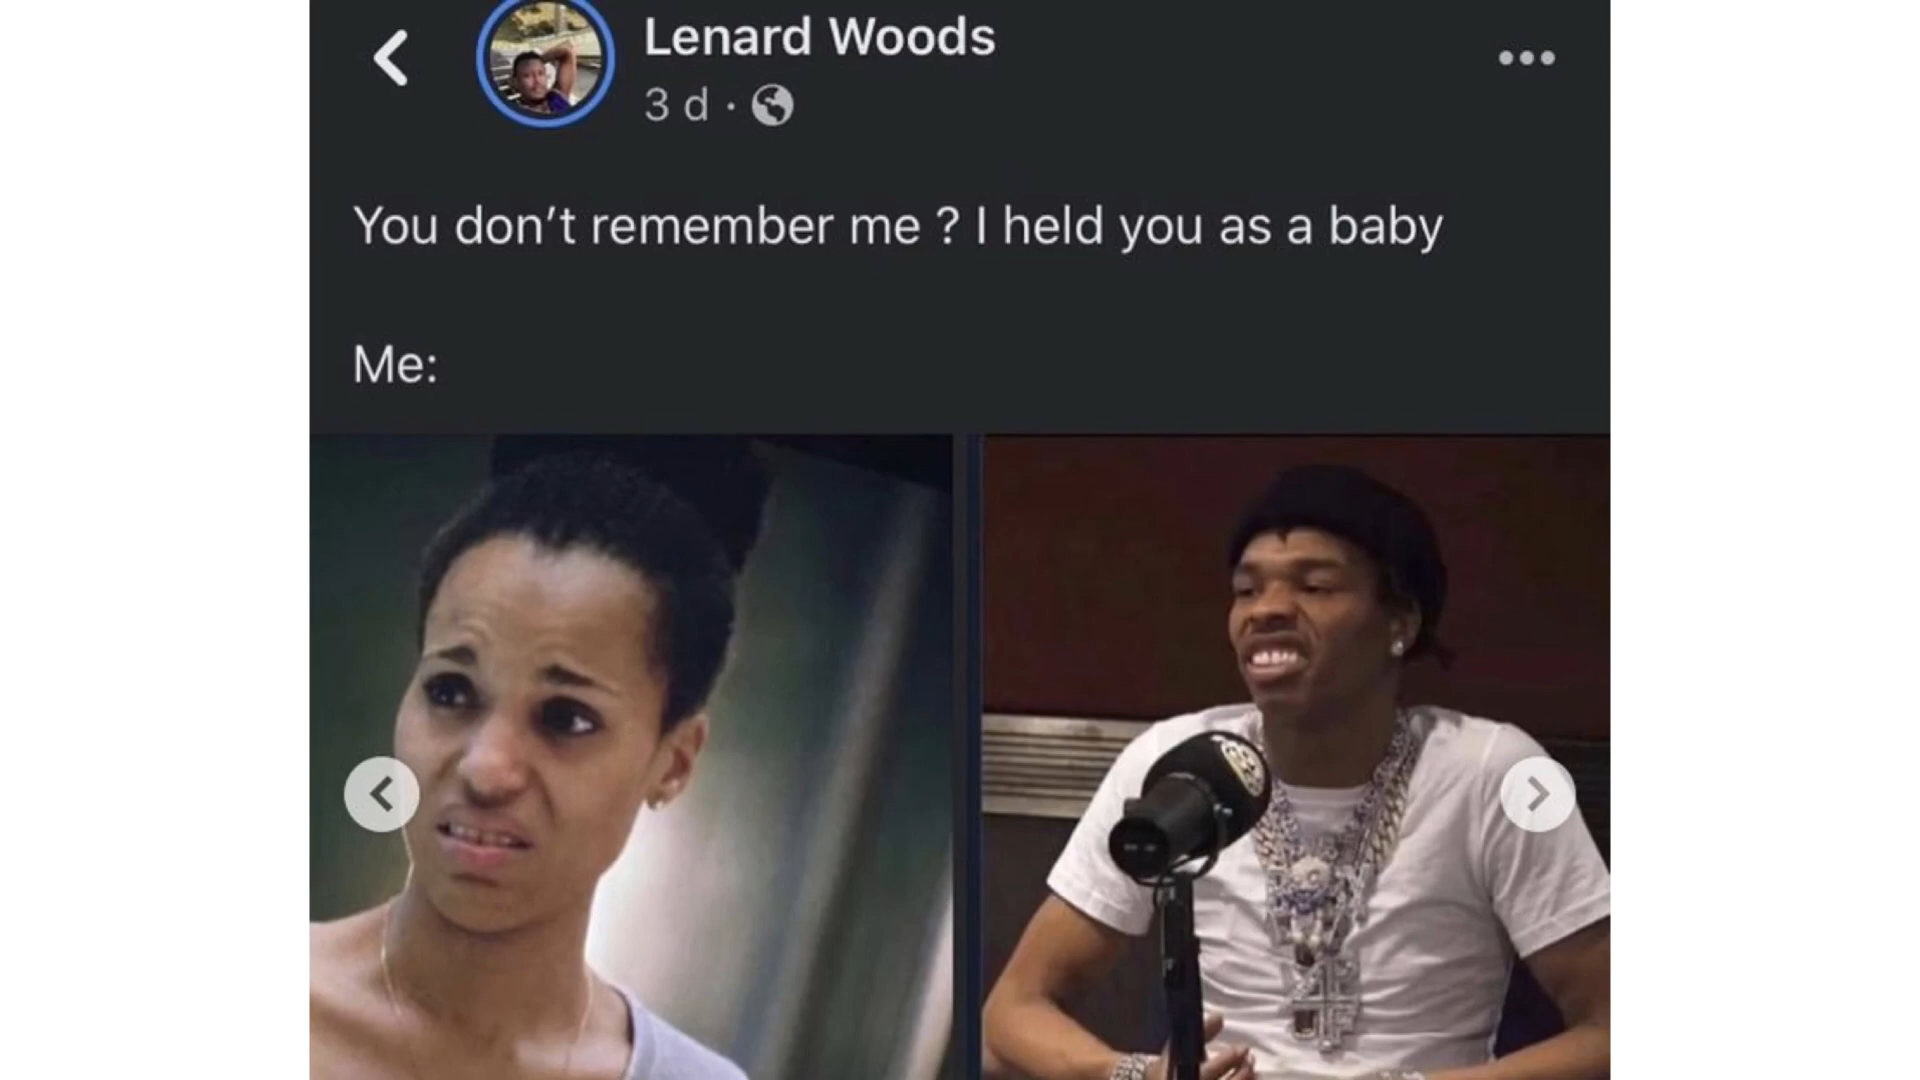 Lenard Woods
3 d ·
You don't remember me ? I held you as a baby
Me: